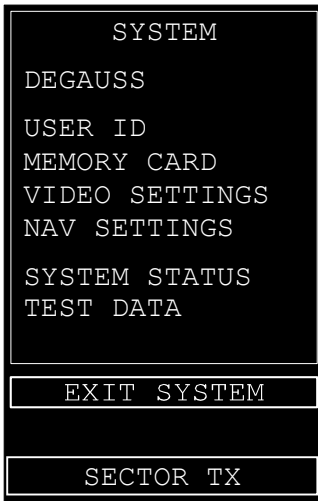 SYSTEM
DEGAUSS
USER ID
MEMORY CARD
VIDEO SETTINGS
NAV SETTINGS
SYSTEM STATUS
TEST DATA
EXIT SYSTEM
SECTOR TX